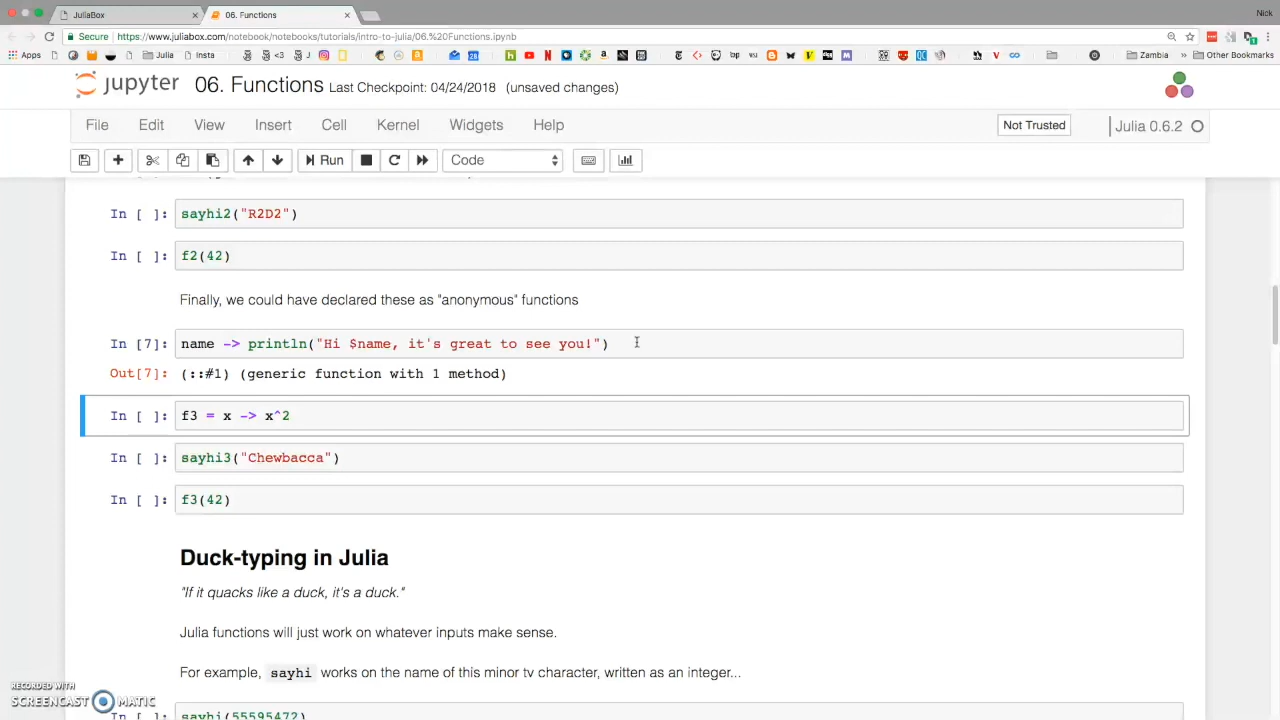 JuliaBox
06. Functions
Nick
Secure https://www.juliabox.com/notebook/notebooks/tutorials/intro-to-julia/06.%20Functions.ipynb
Apps Julia Insta <3 J Zambia Other Bookmarks
jupyter 06. Functions Last Checkpoint: 04/24/2018 (unsaved changes)
File Edit View Insert Cell Kernel Widgets Help Not Trusted Julia 0.6.2
Run Code
In [ ]: sayhi2("R2D2")
In [ ]: f2(42)
Finally, we could have declared these as "anonymous" functions
In [7]: name -> println("Hi $name, it's great to see you!")
Out[7]: (::#1) (generic function with 1 method)
In [ ]: f3 = x -> x^2
In [ ]: sayhi3("Chewbacca")
In [ ]: f3(42)
Duck-typing in Julia
"If it quacks like a duck, it's a duck."
Julia functions will just work on whatever inputs make sense.
For example, sayhi works on the name of this minor tv character, written as an integer...
In [ ]: sayhi(55595472)
RECORDED WITH
SCREENCAST MATIC